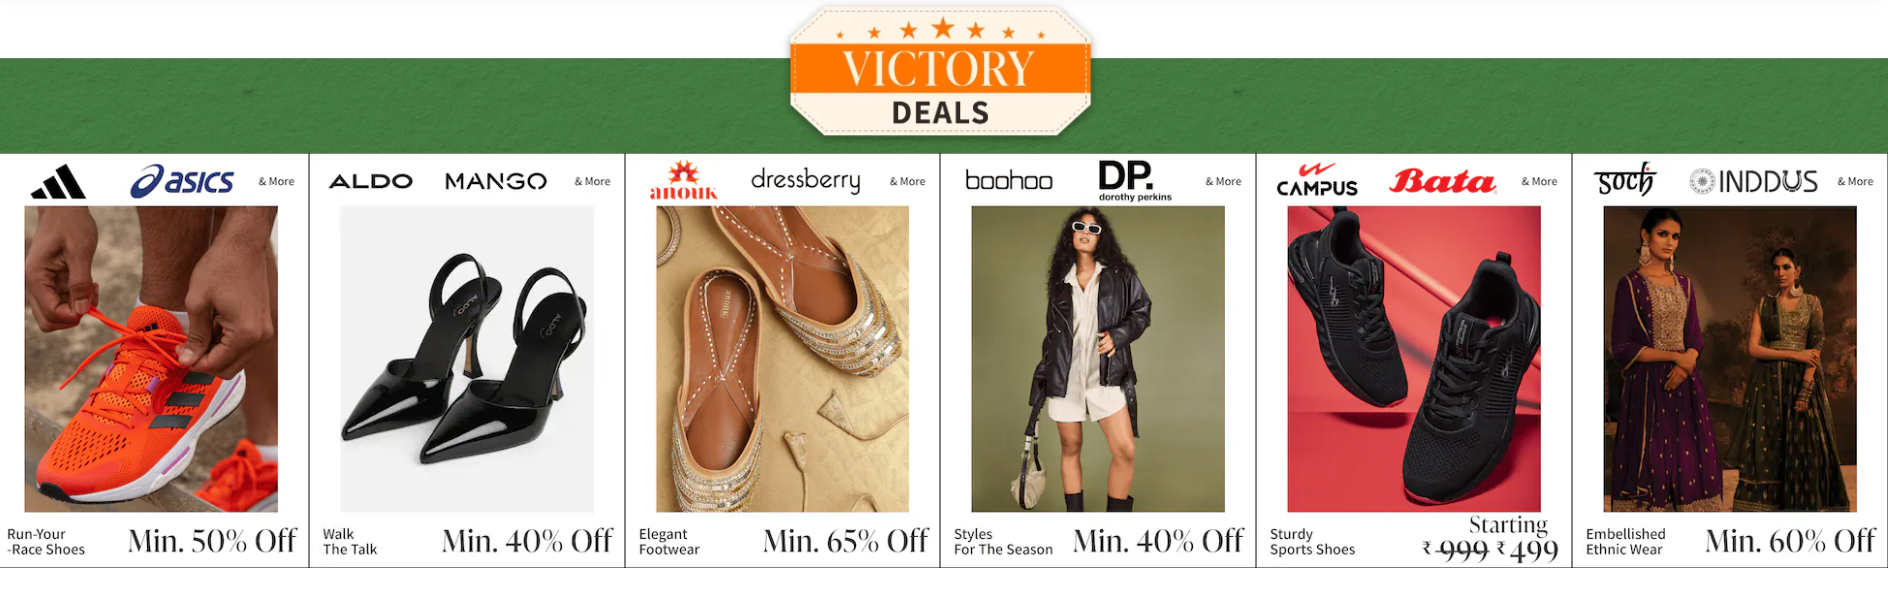 VICTORY
DEALS
asics & More
ALDO MANGO & More
anouk dressberry & More
boohoo DP.
dorothy perkins
& More
CAMPUS Bata & More
soch INDDUS & More
ALDO
ALDO
anouk
Run-Your
-Race Shoes
Min. 50% Off
Walk
The Talk
Min. 40% Off
Elegant
Footwear
Min. 65% Off
Styles
For The Season
Min. 40% Off
Sturdy
Sports Shoes
Starting
₹ 999 ₹ 499
Embellished
Ethnic Wear
Min. 60% Off